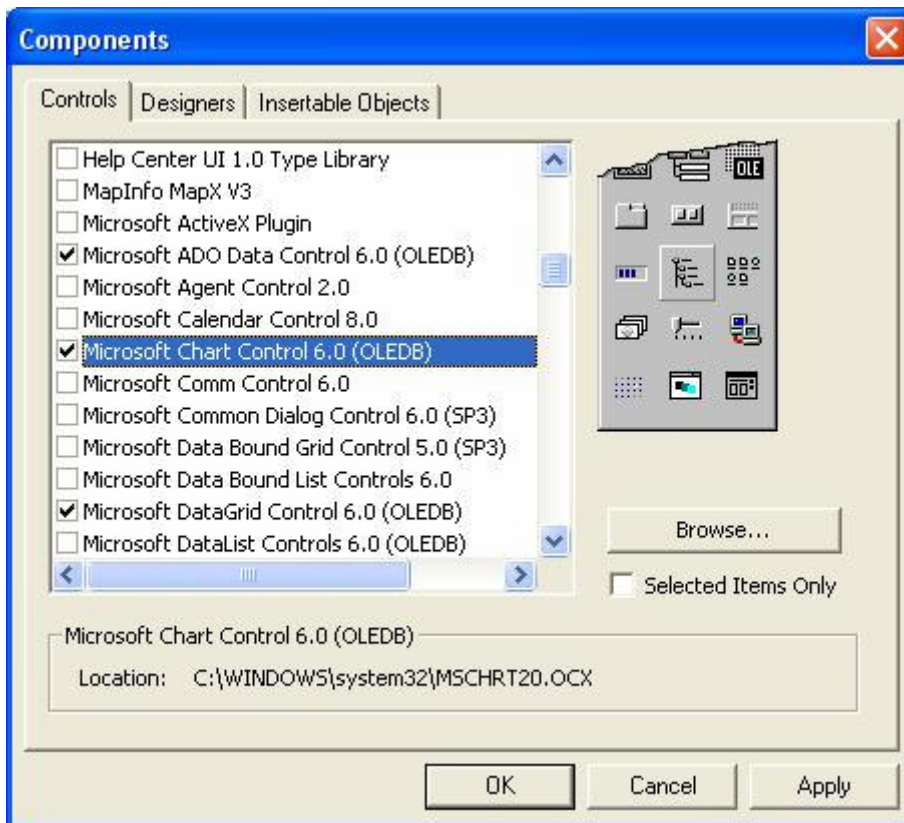 Components
Controls
Designers
Insertable Objects
Help Center UI 1.0 Type Library
MapInfo MapX V3
Microsoft ActiveX Plugin
Microsoft ADO Data Control 6.0 (OLEDB)
Microsoft Agent Control 2.0
Microsoft Calendar Control 8.0
Microsoft Chart Control 6.0 (OLEDB)
Microsoft Comm Control 6.0
Microsoft Common Dialog Control 6.0 (SP3)
Microsoft Data Bound Grid Control 5.0 (SP3)
Microsoft Data Bound List Controls 6.0
Microsoft DataGrid Control 6.0 (OLEDB)
Microsoft DataList Controls 6.0 (OLEDB)
OLE
Browse...
Selected Items Only
Microsoft Chart Control 6.0 (OLEDB)
Location: C:\WINDOWS\system32\MSCHRT20.OCX
OK
Cancel
Apply